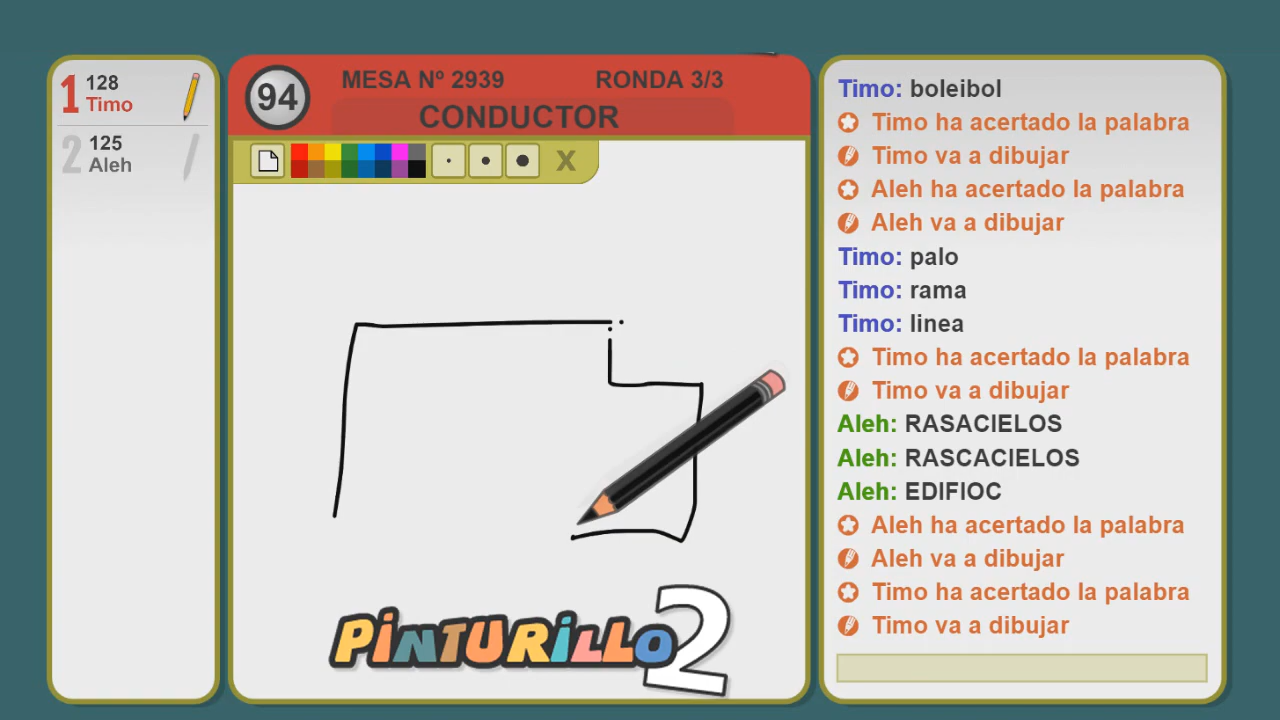 1 128
Timo
2 125
Aleh
94
MESA Nº 2939
RONDA 3/3
CONDUCTOR
X
PINTURILLO 2
Timo: boleibol
Timo ha acertado la palabra
Timo va a dibujar
Aleh ha acertado la palabra
Aleh va a dibujar
Timo: palo
Timo: rama
Timo: linea
Timo ha acertado la palabra
Timo va a dibujar
Aleh: RASACIELOS
Aleh: RASCACIELOS
Aleh: EDIFIOC
Aleh ha acertado la palabra
Aleh va a dibujar
Timo ha acertado la palabra
Timo va a dibujar